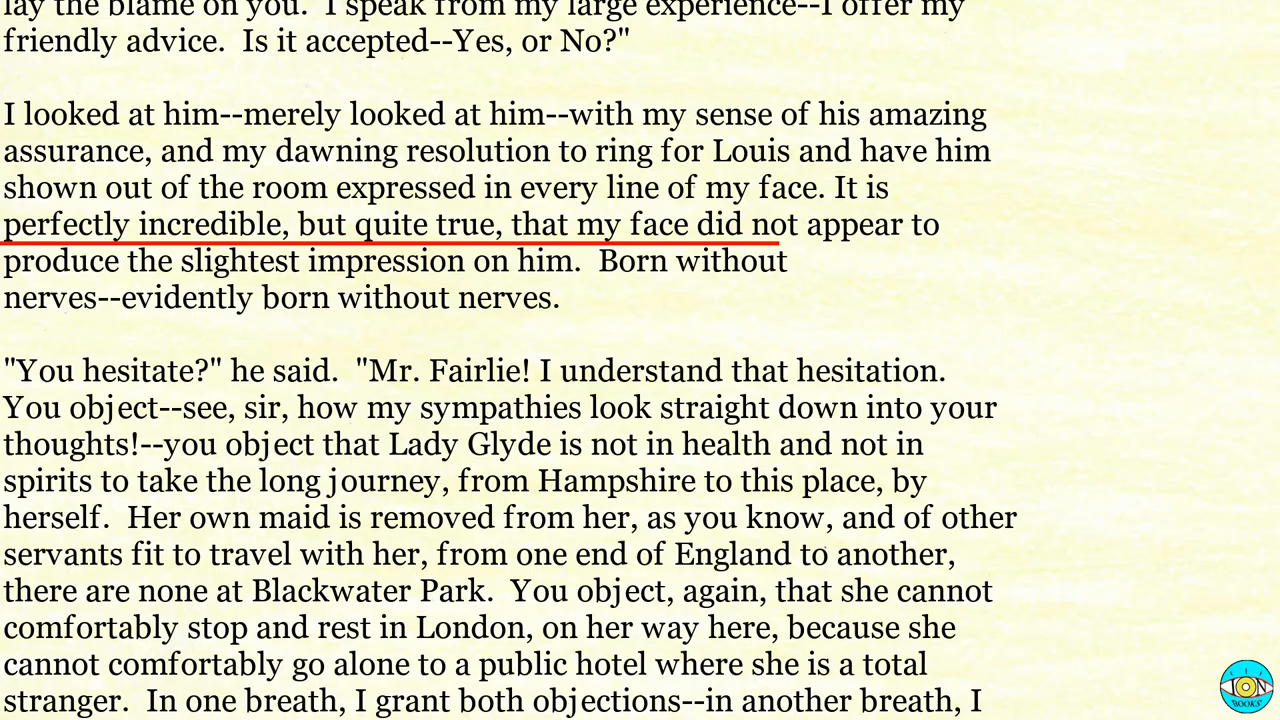 lay the blame on you.  I speak from my large experience--I offer my
friendly advice.  Is it accepted--Yes, or No?"
I looked at him--merely looked at him--with my sense of his amazing
assurance, and my dawning resolution to ring for Louis and have him
shown out of the room expressed in every line of my face. It is
perfectly incredible, but quite true, that my face did not appear to
produce the slightest impression on him.  Born without
nerves--evidently born without nerves.
"You hesitate?" he said.  "Mr. Fairlie! I understand that hesitation.
You object--see, sir, how my sympathies look straight down into your
thoughts!--you object that Lady Glyde is not in health and not in
spirits to take the long journey, from Hampshire to this place, by
herself.  Her own maid is removed from her, as you know, and of other
servants fit to travel with her, from one end of England to another,
there are none at Blackwater Park.  You object, again, that she cannot
comfortably stop and rest in London, on her way here, because she
cannot comfortably go alone to a public hotel where she is a total
stranger.  In one breath, I grant both objections--in another breath, I
ION
BOOKS